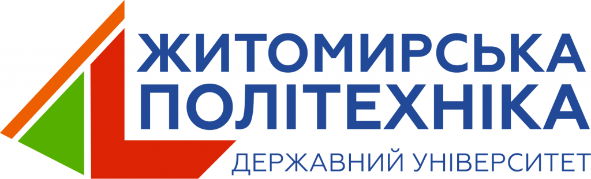 ЖИТОМИРСЬКА
ПОЛІТЕХНІКА
ДЕРЖАВНИЙ УНІВЕРСИТЕТ